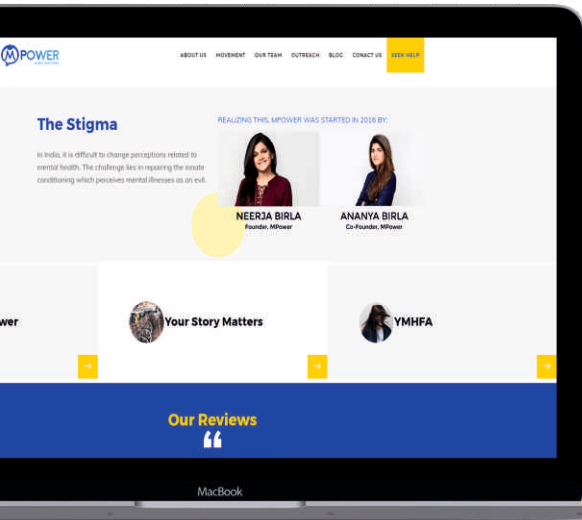 MPOWER
ABOUT US MOVEMENT OUR TEAM OUTREACH BLOG CONACT US SEEK HELP
The Stigma
In India, it is difficult to change perceptions related to
mental health. The challenge lies in repairing the innate
conditioning which perceives mental illnesses as an evil.
REALIZING THIS, MPOWER WAS STARTED IN 2016 BY:
NEERJA BIRLA ANANYA BIRLA
Founder, MPower Co-Founder, MPower
wer
Your Story Matters
YMHFA
Our Reviews
“
MacBook